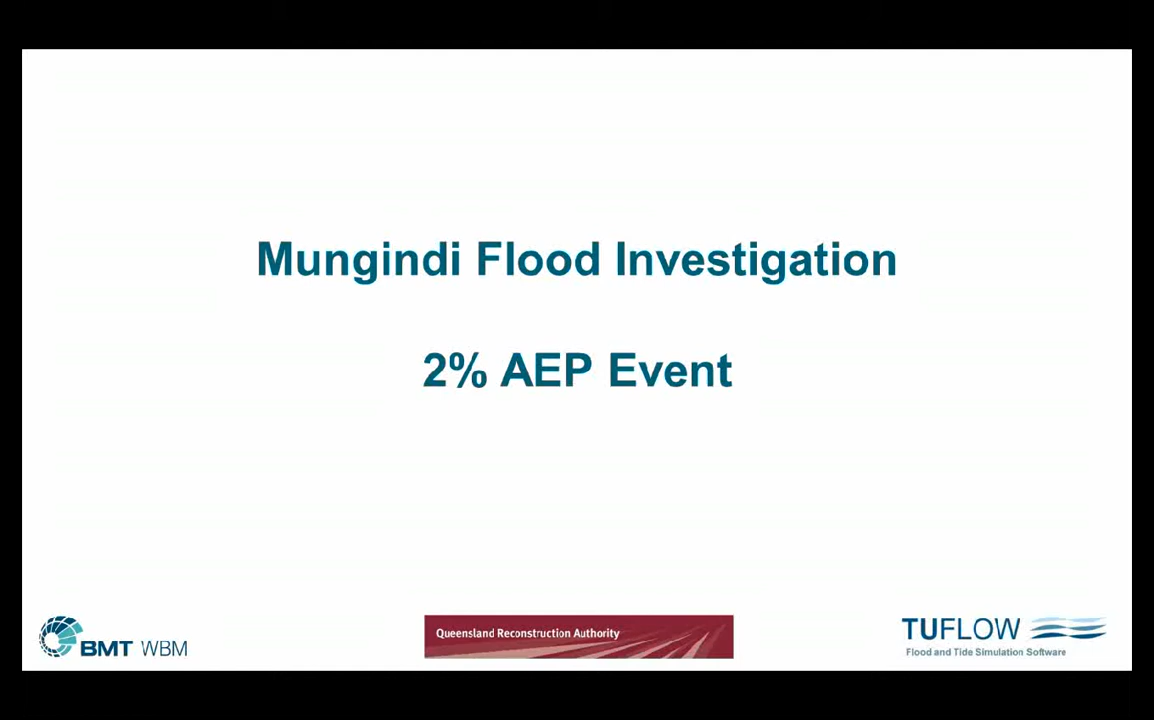 Mungindi Flood Investigation
2% AEP Event
BMT WBM
Queensland Reconstruction Authority
TUFLOW
Flood and Tide Simulation Software